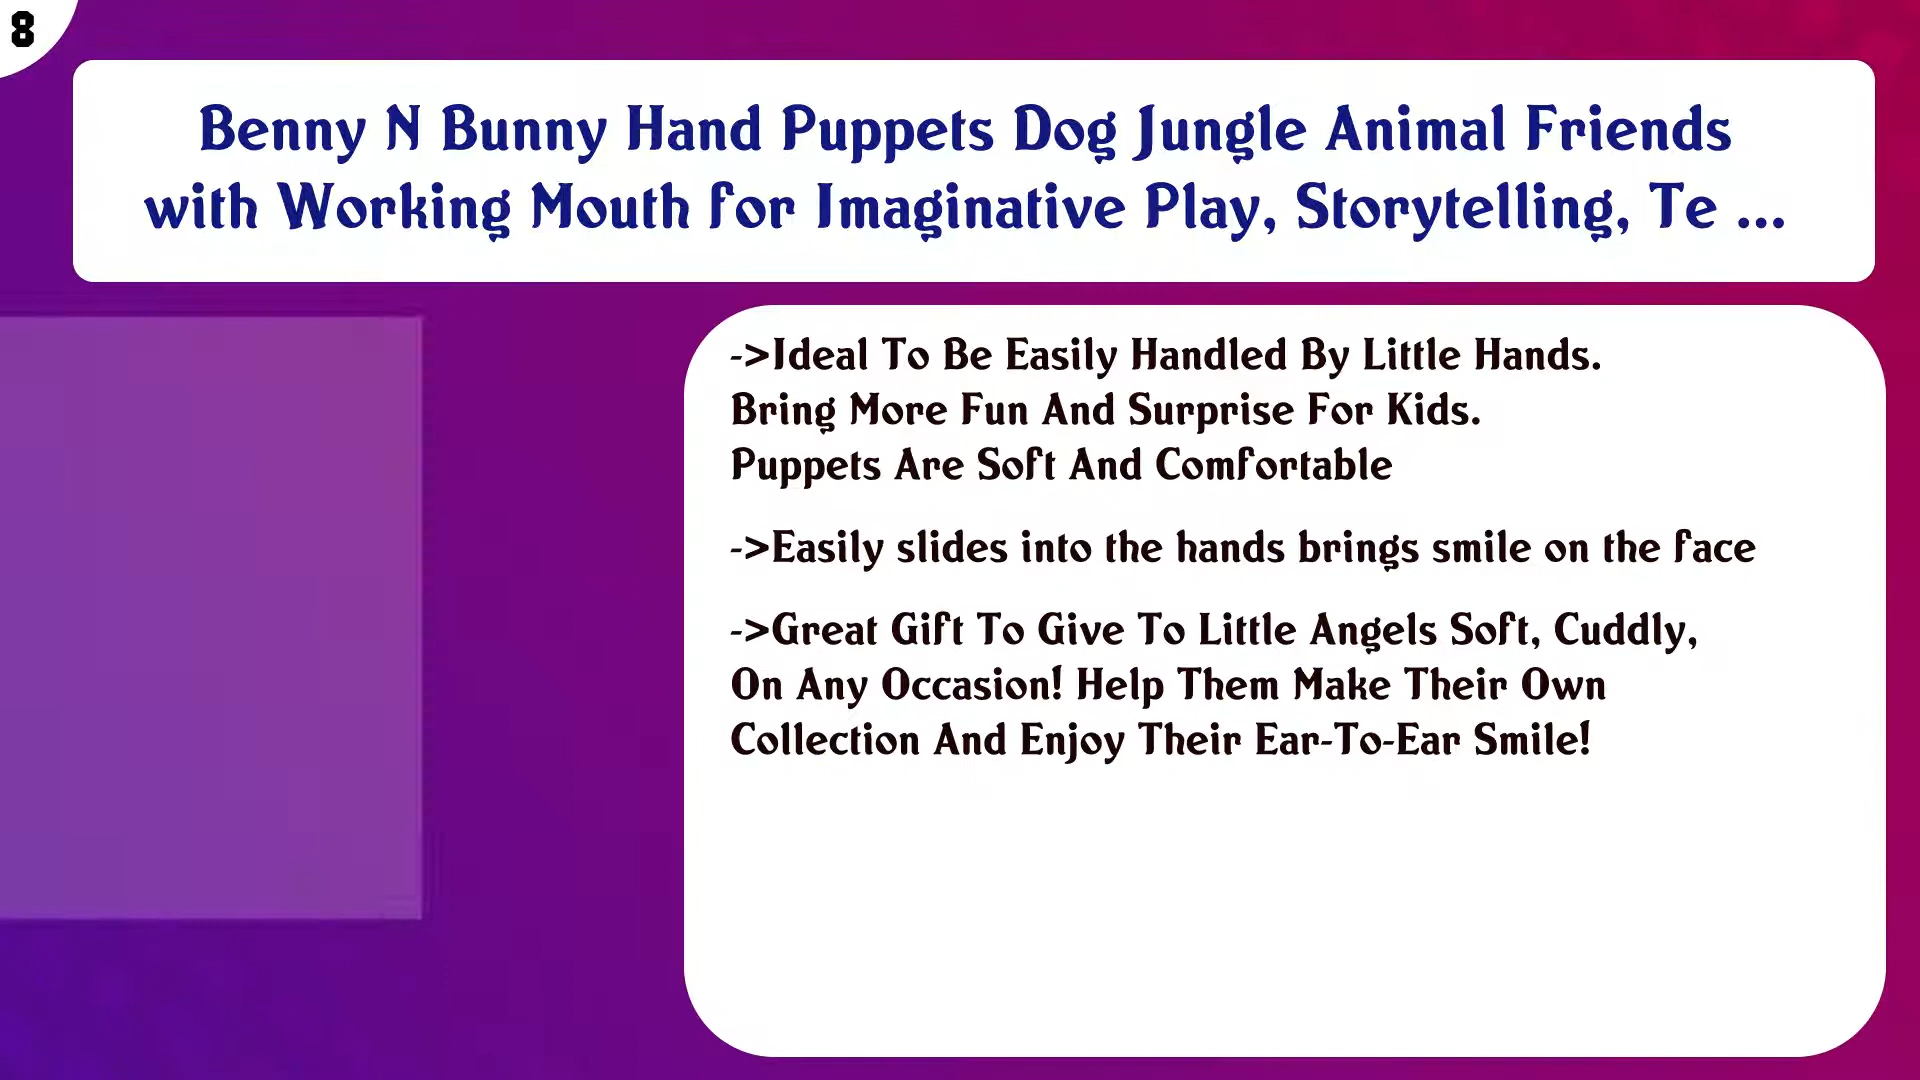 8
Benny N Bunny Hand Puppets Dog Jungle Animal Friends
with Working Mouth for Imaginative Play, Storytelling, Te ...
->Ideal To Be Easily Handled By Little Hands.
Bring More Fun And Surprise For Kids.
Puppets Are Soft And Comfortable
->Easily slides into the hands brings smile on the face
->Great Gift To Give To Little Angels Soft, Cuddly,
On Any Occasion! Help Them Make Their Own
Collection And Enjoy Their Ear-To-Ear Smile!